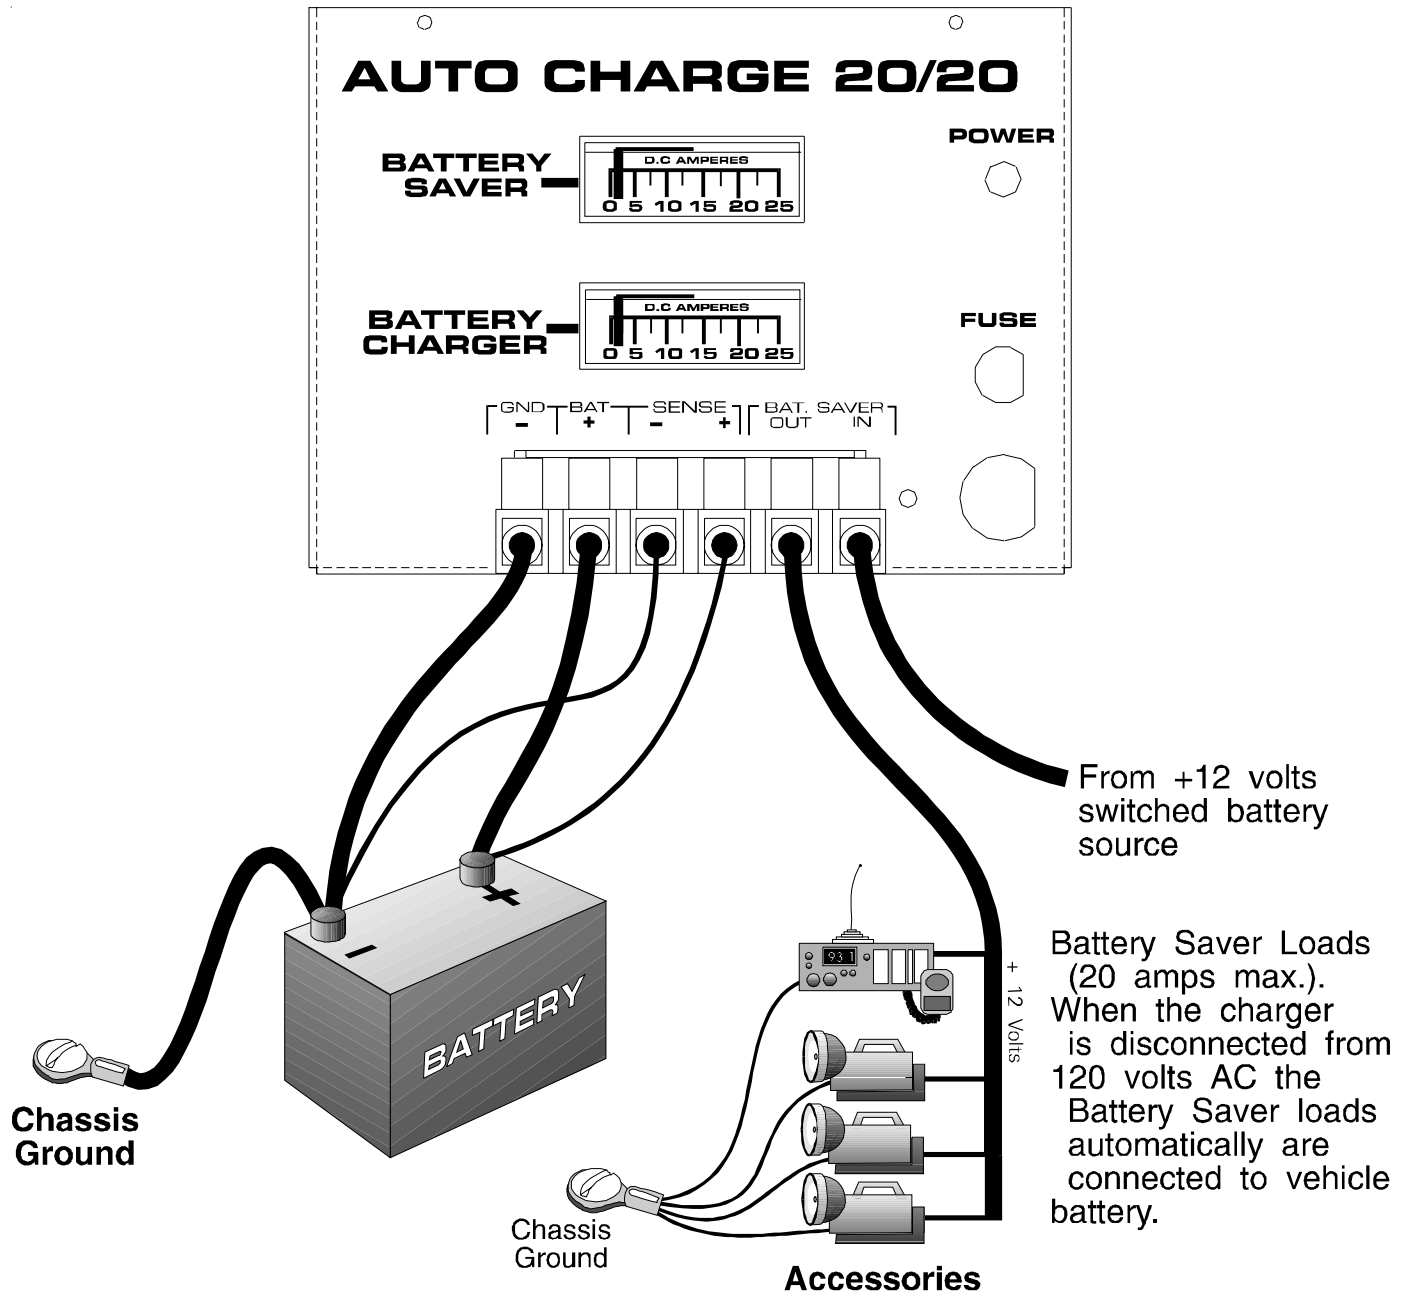 AUTO CHARGE 20/20
POWER
BATTERY
SAVER
D.C AMPERES
0 5 10 15 20 25
BATTERY
CHARGER
D.C AMPERES
0 5 10 15 20 25
FUSE
GND BAT SENSE BAT. SAVER
- + - + OUT IN
From +12 volts
switched battery
source
+ 12 Volts
93 1
- +
BATTERY
Chassis
Ground
Battery Saver Loads
(20 amps max.).
When the charger
is disconnected from
120 volts AC the
Battery Saver loads
automatically are
connected to vehicle
battery.
Chassis
Ground
Accessories